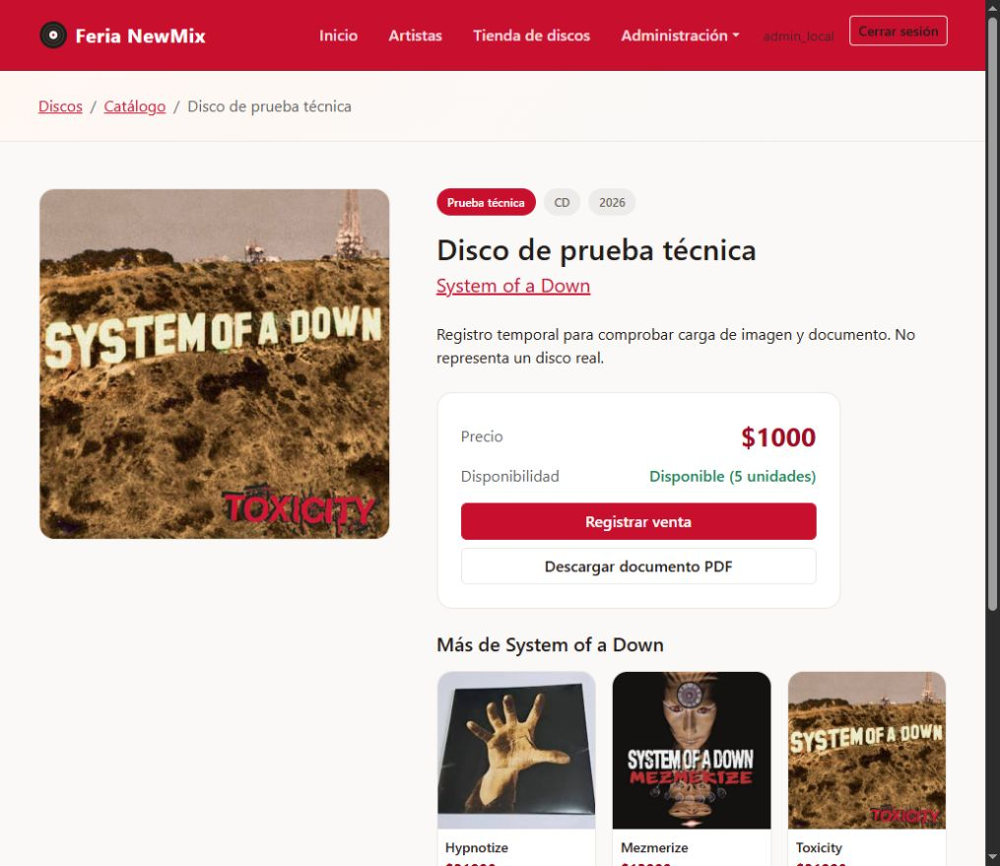 Feria NewMix
Inicio
Artistas
Tienda de discos
Administración
admin_local
Cerrar sesión
Discos / Catálogo / Disco de prueba técnica
SYSTEM OF A DOWN
TOXICITY
Prueba técnica
CD
2026
Disco de prueba técnica
System of a Down
Registro temporal para comprobar carga de imagen y documento. No
representa un disco real.
Precio
$1000
Disponibilidad
Disponible (5 unidades)
Registrar venta
Descargar documento PDF
Más de System of a Down
SYSTEM OF A DOWN
MEZMERIZE
SYSTEM OF A DOWN
TOXICITY
Hypnotize
Mezmerize
Toxicity